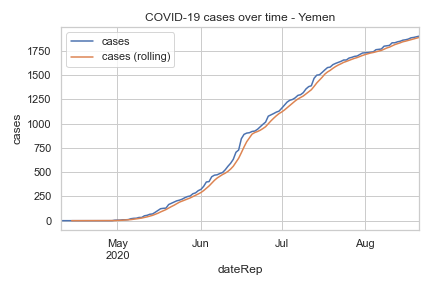 COVID-19 cases over time - Yemen
cases
cases (rolling)
1750
1500
1250
1000
750
500
250
0
cases
May Jun Jul Aug
2020
dateRep